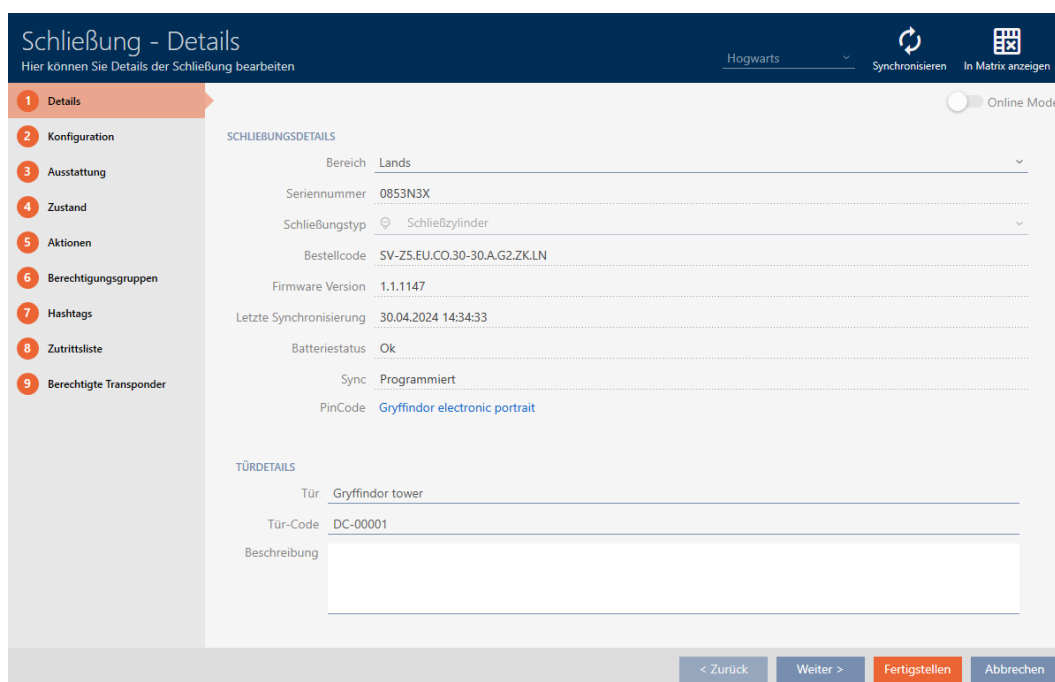 Schließung - Details
Hier können Sie Details der Schließung bearbeiten
Hogwarts
Synchronisieren
In Matrix anzeigen
1 Details
2 Konfiguration
3 Ausstattung
4 Zustand
5 Aktionen
6 Berechtigungsgruppen
7 Hashtags
8 Zutrittsliste
9 Berechtigte Transponder
Online Mode
SCHLIEßUNGSDETAILS
Bereich Lands
Seriennummer 0853N3X
Schließungstyp Schließzylinder
Bestellcode SV-Z5.EU.CO.30-30.A.G2.ZK.LN
Firmware Version 1.1.1147
Letzte Synchronisierung 30.04.2024 14:34:33
Batteriestatus Ok
Sync Programmiert
PinCode Gryffindor electronic portrait
TÜRDETAILS
Tür Gryffindor tower
Tür-Code DC-00001
Beschreibung
< Zurück
Weiter >
Fertigstellen
Abbrechen